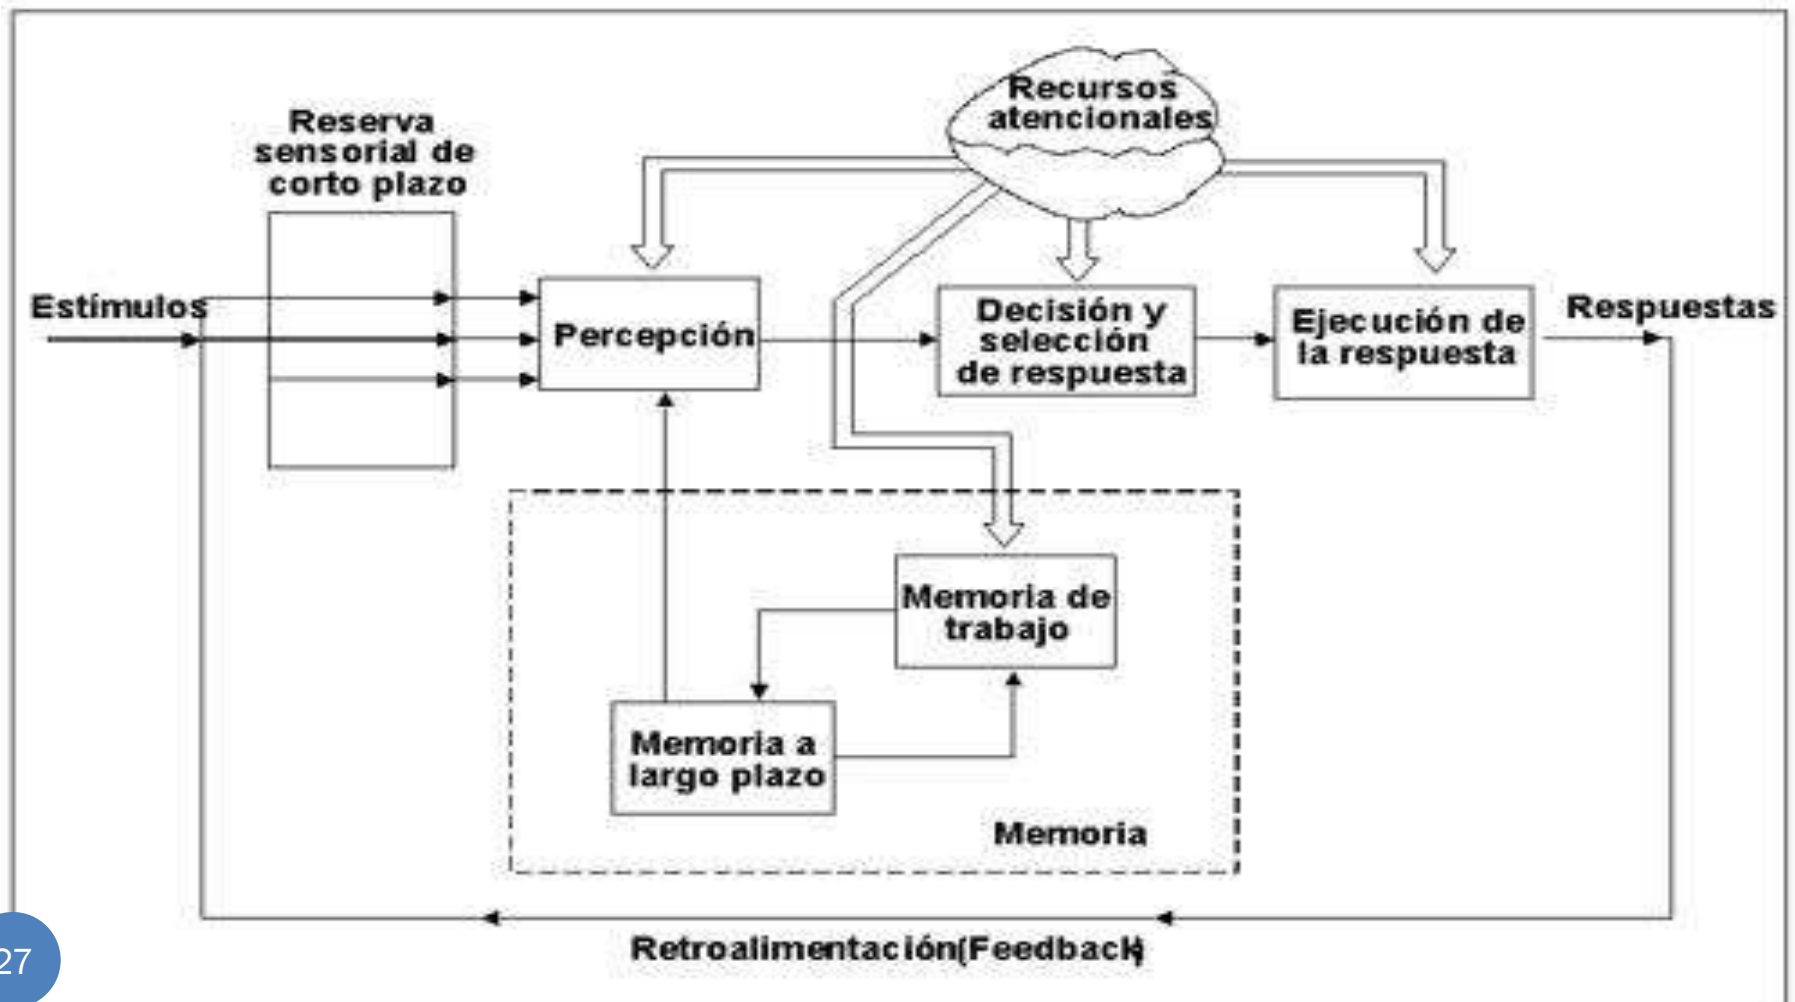 Recursos
atencionales
Reserva
sensorial de
corto plazo
Estímulos
Percepción
Decisión y
selección
de respuesta
Ejecución de
la respuesta
Respuestas
Memoria de
trabajo
Memoria a
largo plazo
Memoria
Retroalimentación(Feedback)
27